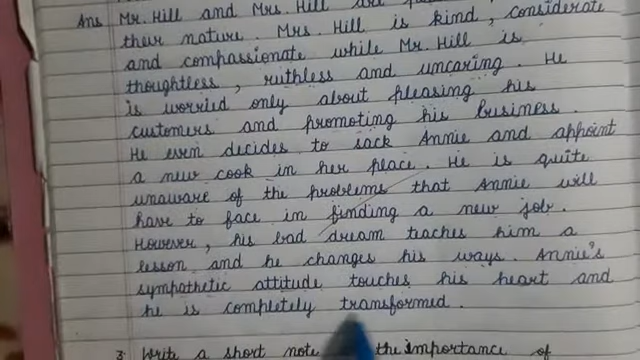 Ans Mr. Hill and Mrs. Hill are
their nature. Mrs. Hill is kind, considerate
and compassionate while Mr. Hill is
thoughtless, ruthless and uncaring. He
is worried only about pleasing his
customers and promoting his business.
He even decides to sack Annie and appoint
a new cook in her place. He is quite
unaware of the problems that Annie will
have to face in finding a new job.
However, his bad dream teaches him a
lesson and he changes his ways. Annie's
sympathetic attitude touches his heart and
he is completely transformed.
3. Write a short note the importance of